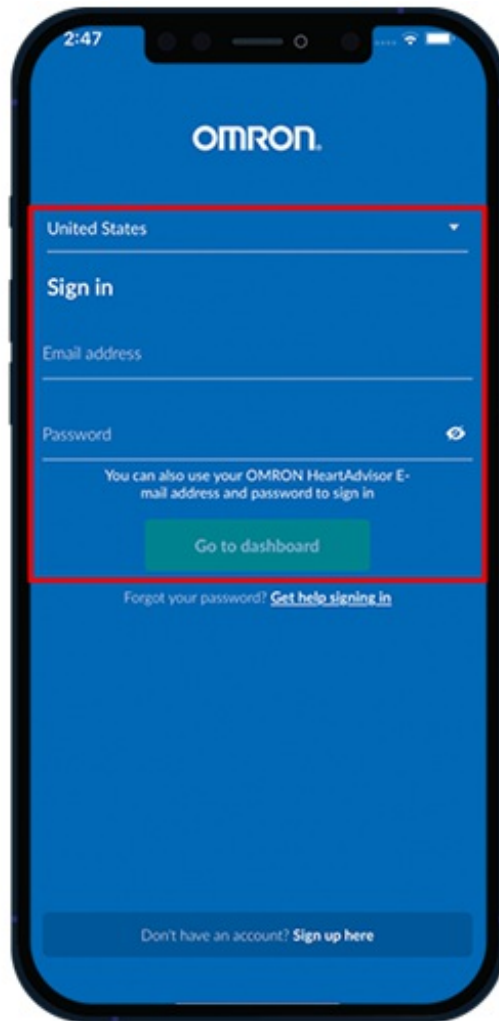 2:47
OMRON.
United States
Sign in
Email address
Password
You can also use your OMRON HeartAdvisor E-
mail address and password to sign in
Go to dashboard
Forgot your password? Get help signing in
Don't have an account? Sign up here